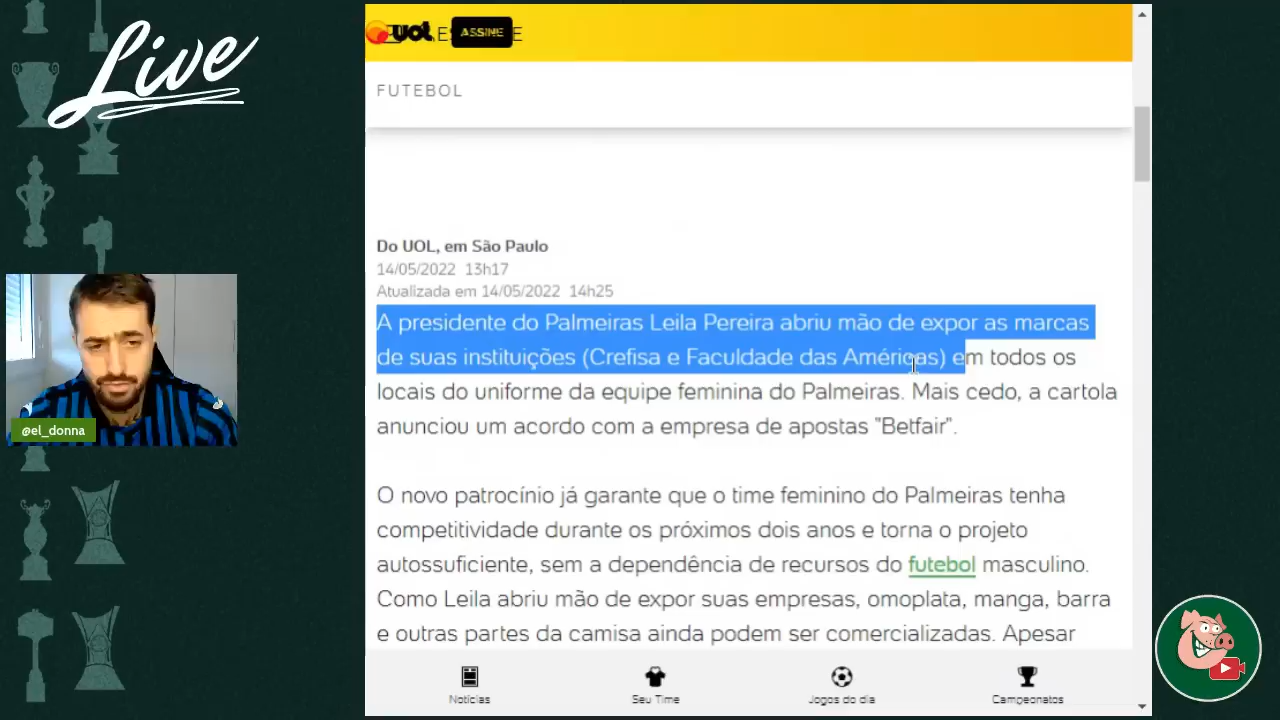 Live
uol
ASSINE
FUTEBOL
Do UOL, em São Paulo
14/05/2022 13h17
Atualizada em 14/05/2022 14h25
A presidente do Palmeiras Leila Pereira abriu mão de expor as marcas
de suas instituições (Crefisa e Faculdade das Américas) em todos os
locais do uniforme da equipe feminina do Palmeiras. Mais cedo, a cartola
anunciou um acordo com a empresa de apostas "Betfair".
O novo patrocínio já garante que o time feminino do Palmeiras tenha
competitividade durante os próximos dois anos e torna o projeto
autossuficiente, sem a dependência de recursos do futebol masculino.
Como Leila abriu mão de expor suas empresas, omoplata, manga, barra
e outras partes da camisa ainda podem ser comercializadas. Apesar
@el_donna
Notícias
Seu Time
Jogos do dia
Campeonatos